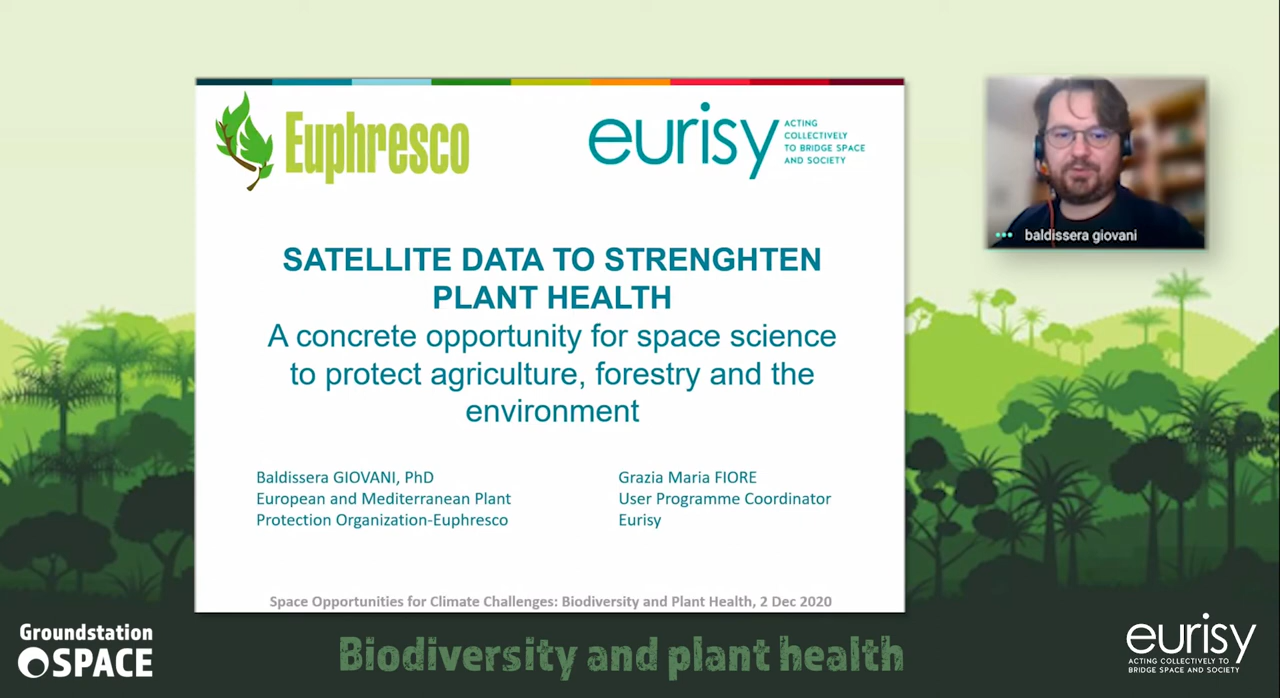 Euphresco
eurisy
ACTING
COLLECTIVELY
TO BRIDGE SPACE
AND SOCIETY
SATELLITE DATA TO STRENGHTEN
PLANT HEALTH
A concrete opportunity for space science
to protect agriculture, forestry and the
environment
Baldissera GIOVANI, PhD
European and Mediterranean Plant
Protection Organization-Euphresco
Grazia Maria FIORE
User Programme Coordinator
Eurisy
Space Opportunities for Climate Challenges: Biodiversity and Plant Health, 2 Dec 2020
baldissera giovani
Groundstation
SPACE
Biodiversity and plant health
eurisy
ACTING COLLECTIVELY TO
BRIDGE SPACE AND SOCIETY